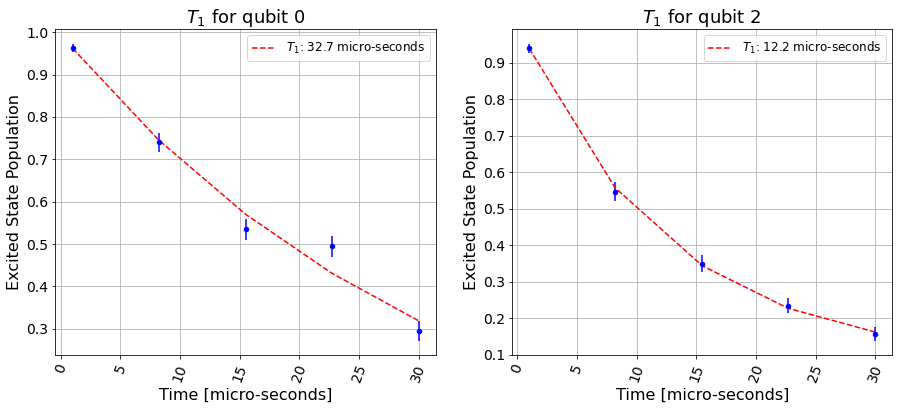 T₁ for qubit 0
T₁: 32.7 micro-seconds
Excited State Population
1.0
0.9
0.8
0.7
0.6
0.5
0.4
0.3
0 5 10 15 20 25 30
Time [micro-seconds]
T₁ for qubit 2
T₁: 12.2 micro-seconds
Excited State Population
0.9
0.8
0.7
0.6
0.5
0.4
0.3
0.2
0.1
0 5 10 15 20 25 30
Time [micro-seconds]